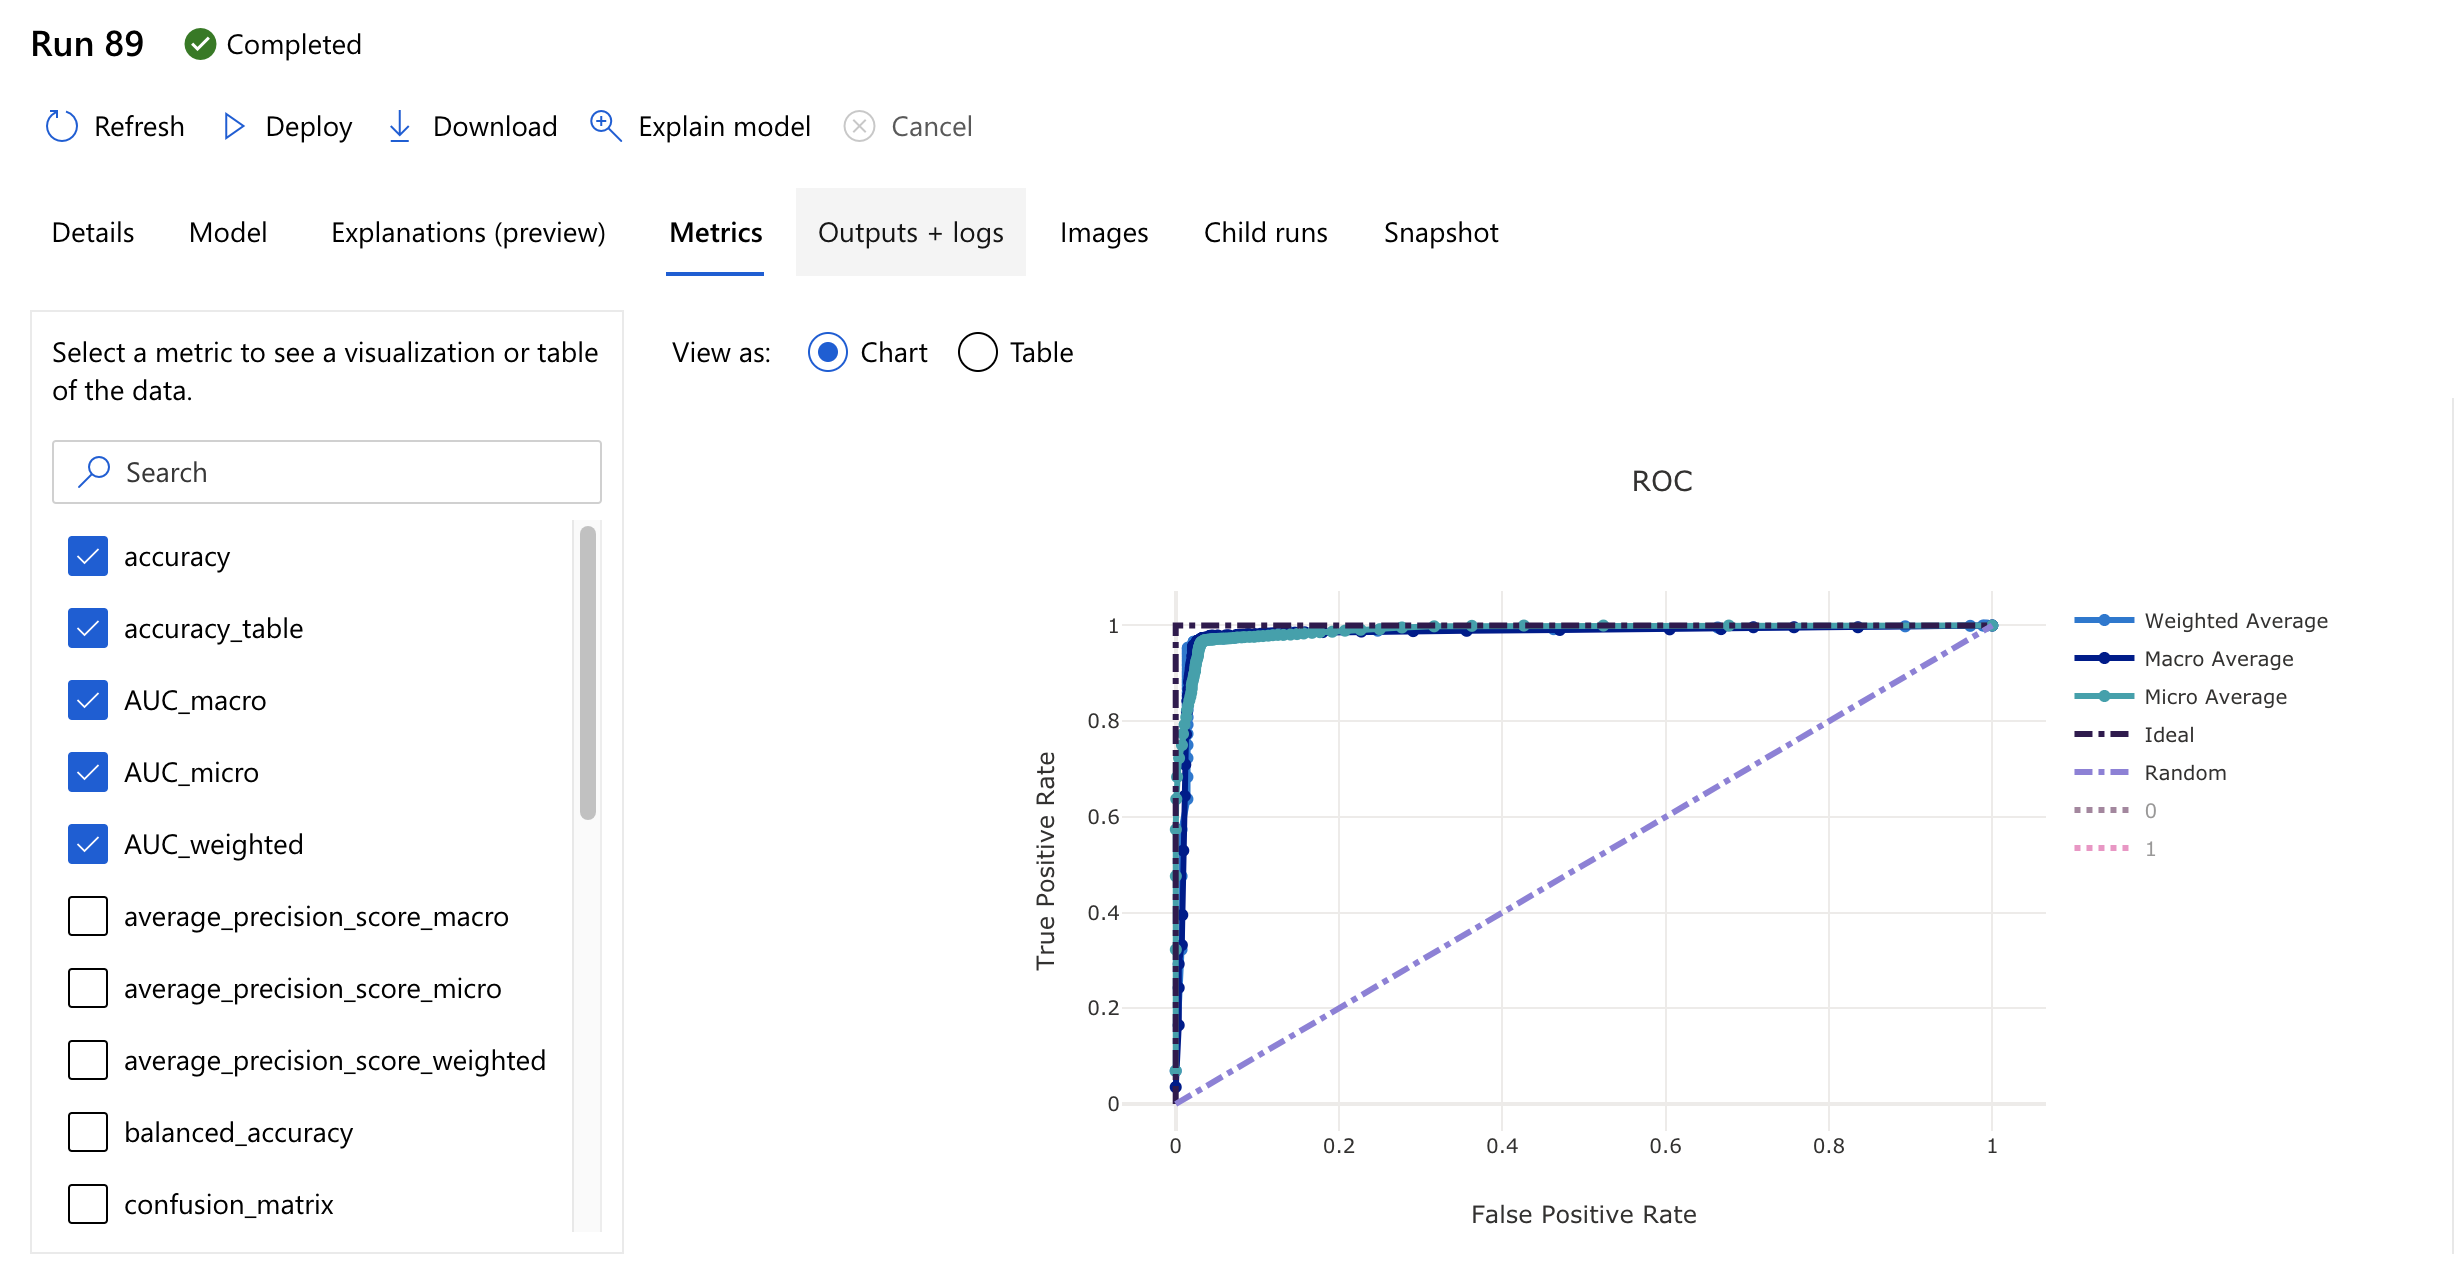 Run 89 Completed
Refresh Deploy Download Explain model Cancel
Details Model Explanations (preview) Metrics Outputs + logs Images Child runs Snapshot
Select a metric to see a visualization or table
of the data.
Search
accuracy
accuracy_table
AUC_macro
AUC_micro
AUC_weighted
average_precision_score_macro
average_precision_score_micro
average_precision_score_weighted
balanced_accuracy
confusion_matrix
View as: Chart Table
ROC
True Positive Rate
1
0.8
0.6
0.4
0.2
0
0 0.2 0.4 0.6 0.8 1
False Positive Rate
Weighted Average
Macro Average
Micro Average
Ideal
Random
0
1